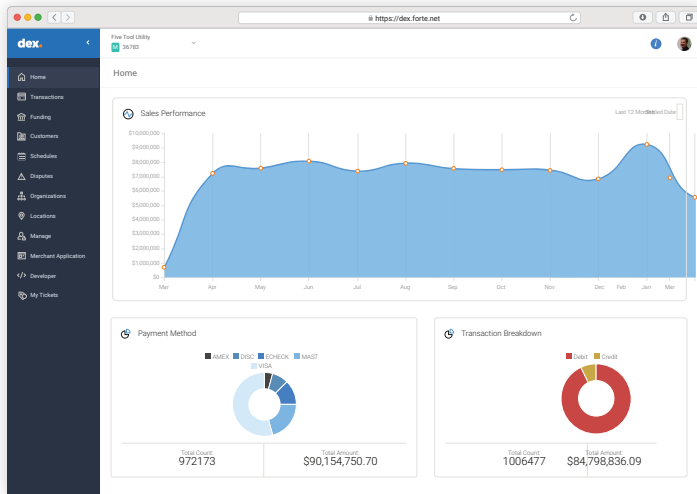 https://dex.forte.net
dex.
Five Tool Utility
M 36783
i
Home
Home
Transactions
Funding
Customers
Schedules
Disputes
Organizations
Locations
Manage
Merchant Application
Developer
My Tickets
Sales Performance
Last 12 Months
$10,000,000
$9,000,000
$8,000,000
$7,000,000
$6,000,000
$5,000,000
$4,000,000
$3,000,000
$2,000,000
$1,000,000
$0
Mar Apr May Jun Jul Aug Sep Oct Nov Dec Feb Jan Mar
Payment Method
AMEX DISC ECHECK MAST
VISA
Total Count: Total Amount:
972173 $90,154,750.70
Transaction Breakdown
Debit Credit
Total Count: Total Amount:
1006477 $84,798,836.09